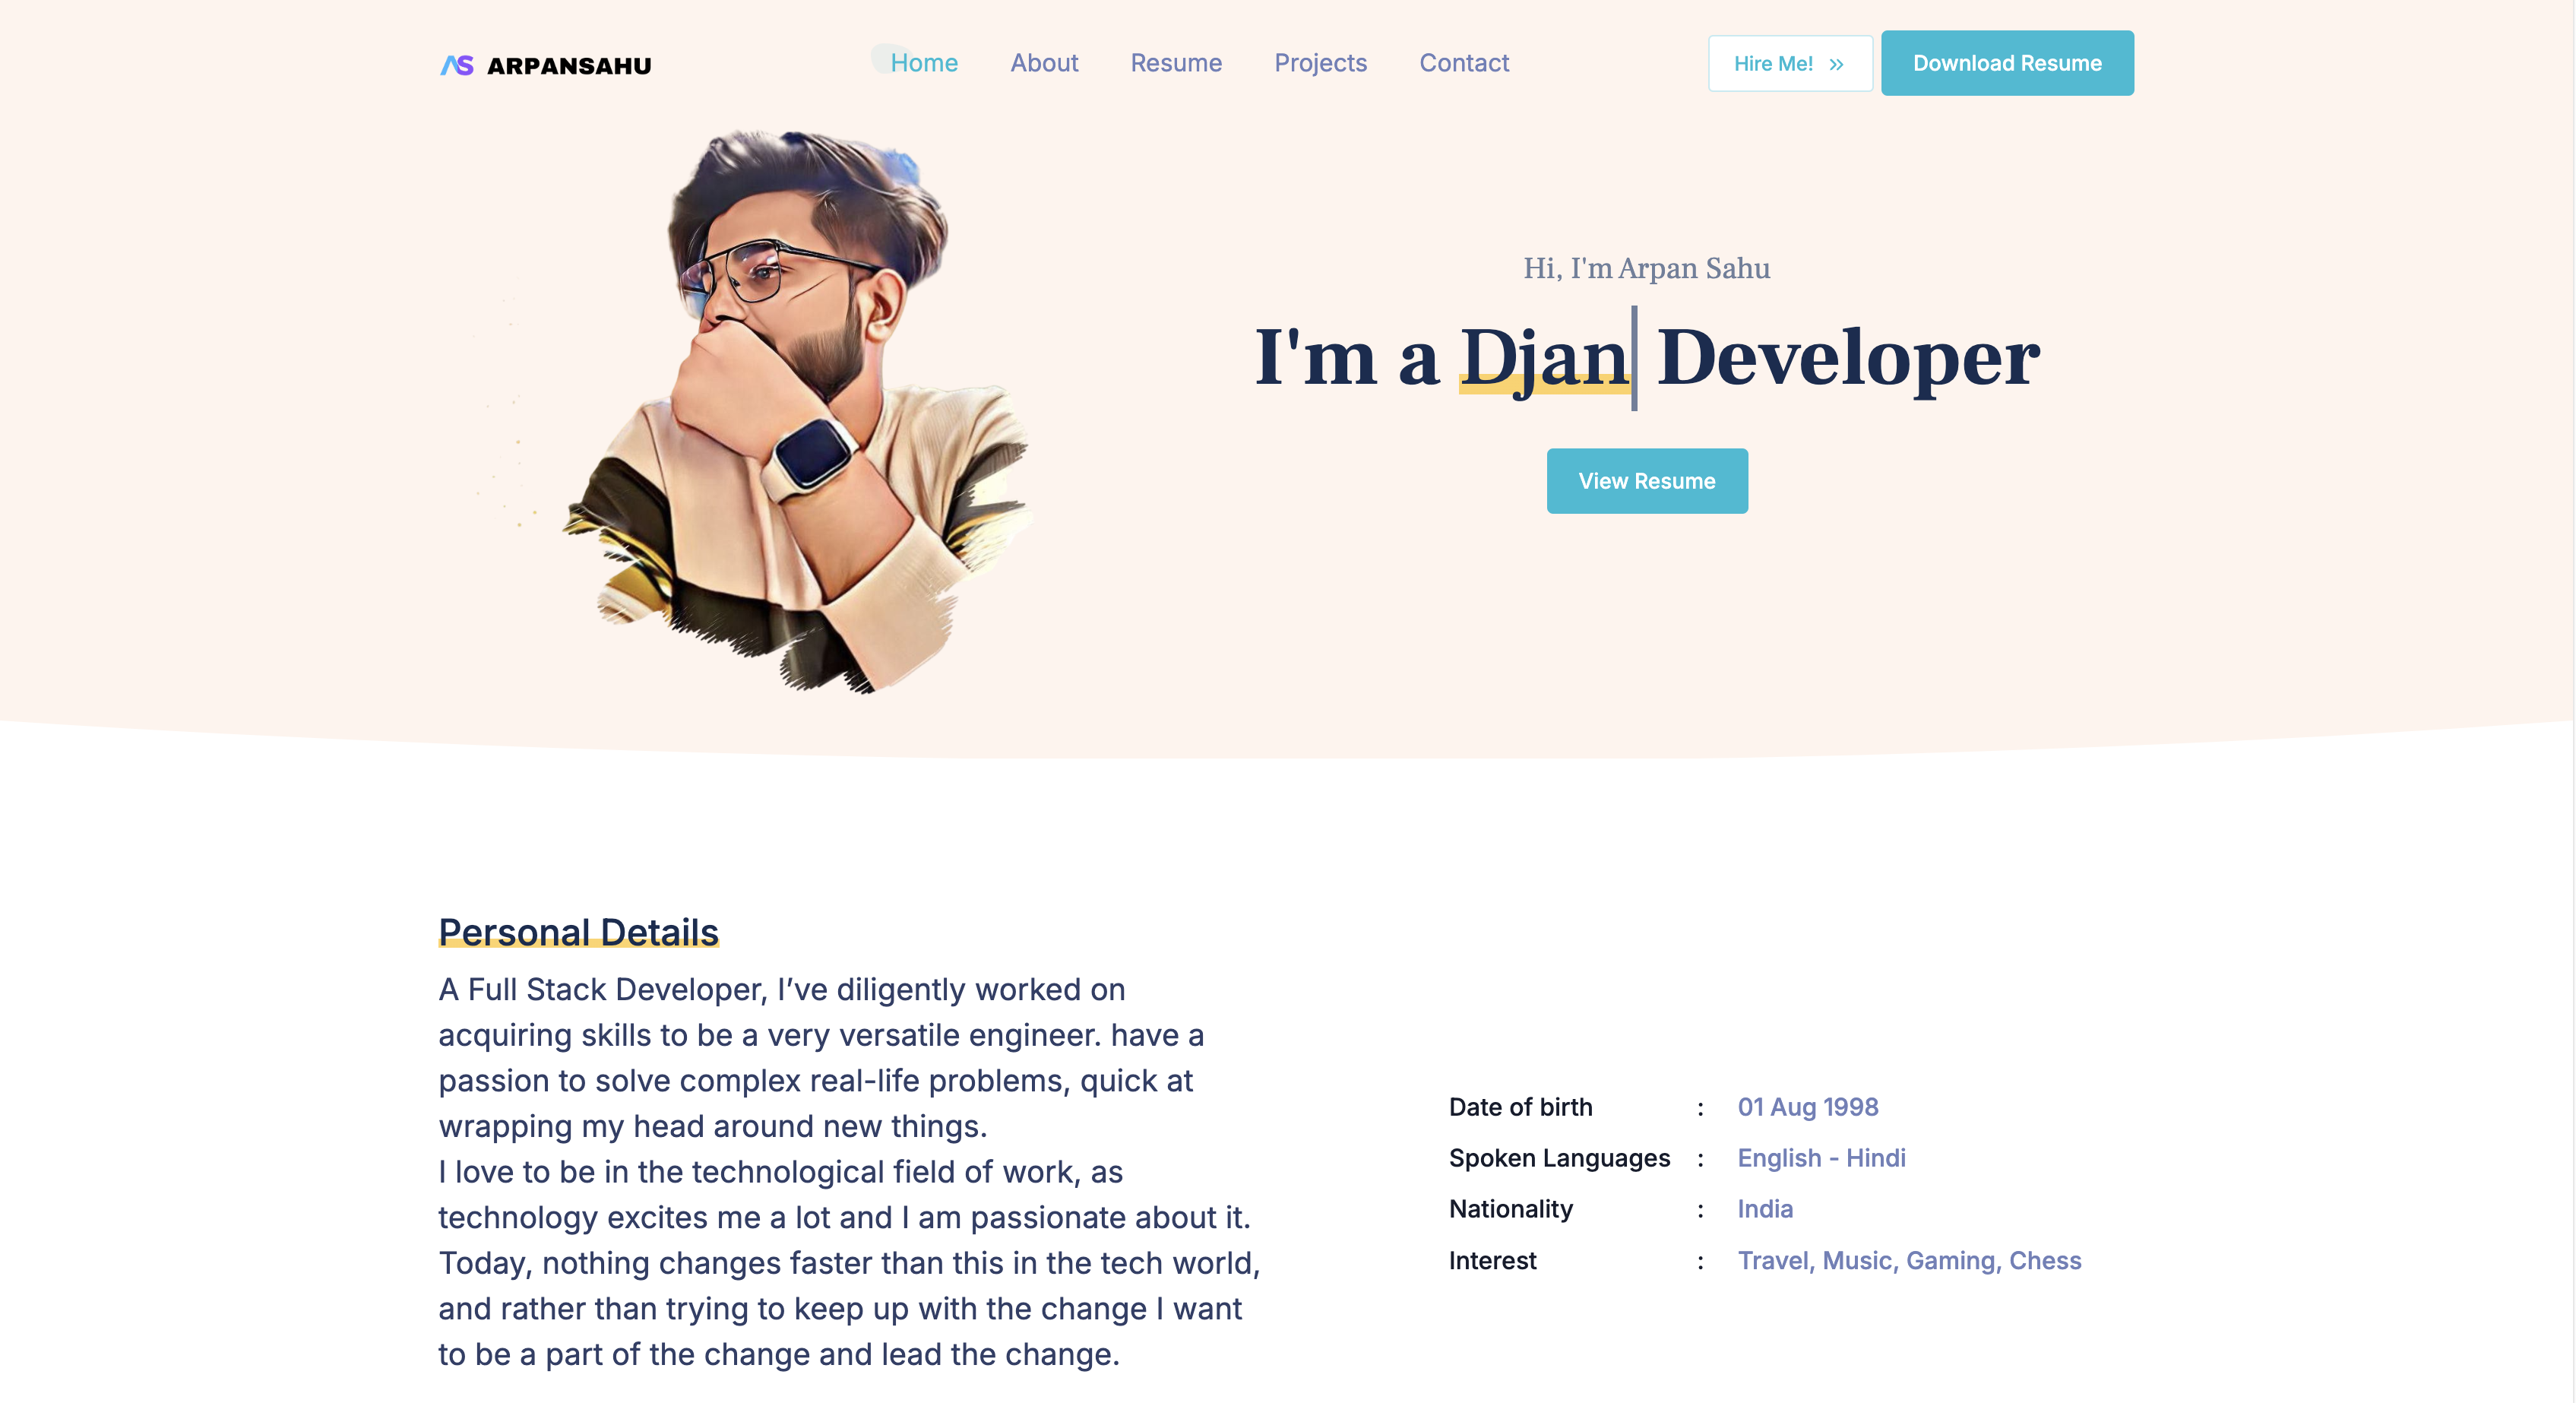 AS ARPANSAHU
Home About Resume Projects Contact
Hire Me! »
Download Resume
Hi, I'm Arpan Sahu
I'm a Djan| Developer
View Resume
Personal Details
A Full Stack Developer, I’ve diligently worked on
acquiring skills to be a very versatile engineer. have a
passion to solve complex real-life problems, quick at
wrapping my head around new things.
I love to be in the technological field of work, as
technology excites me a lot and I am passionate about it.
Today, nothing changes faster than this in the tech world,
and rather than trying to keep up with the change I want
to be a part of the change and lead the change.
Date of birth : 01 Aug 1998
Spoken Languages : English - Hindi
Nationality : India
Interest : Travel, Music, Gaming, Chess